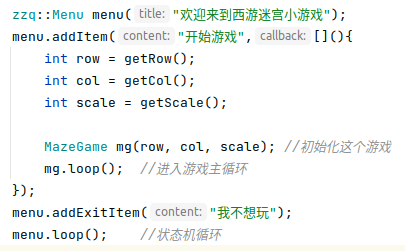 zzq::Menu menu( title: "欢迎来到西游迷宫小游戏");
menu.addItem( content: "开始游戏", callback: [](){
    int row = getRow();
    int col = getCol();
    int scale = getScale();

    MazeGame mg(row, col, scale); //初始化这个游戏
    mg.loop();  //进入游戏主循环
});
menu.addExitItem( content: "我不想玩");
menu.loop();    //状态机循环